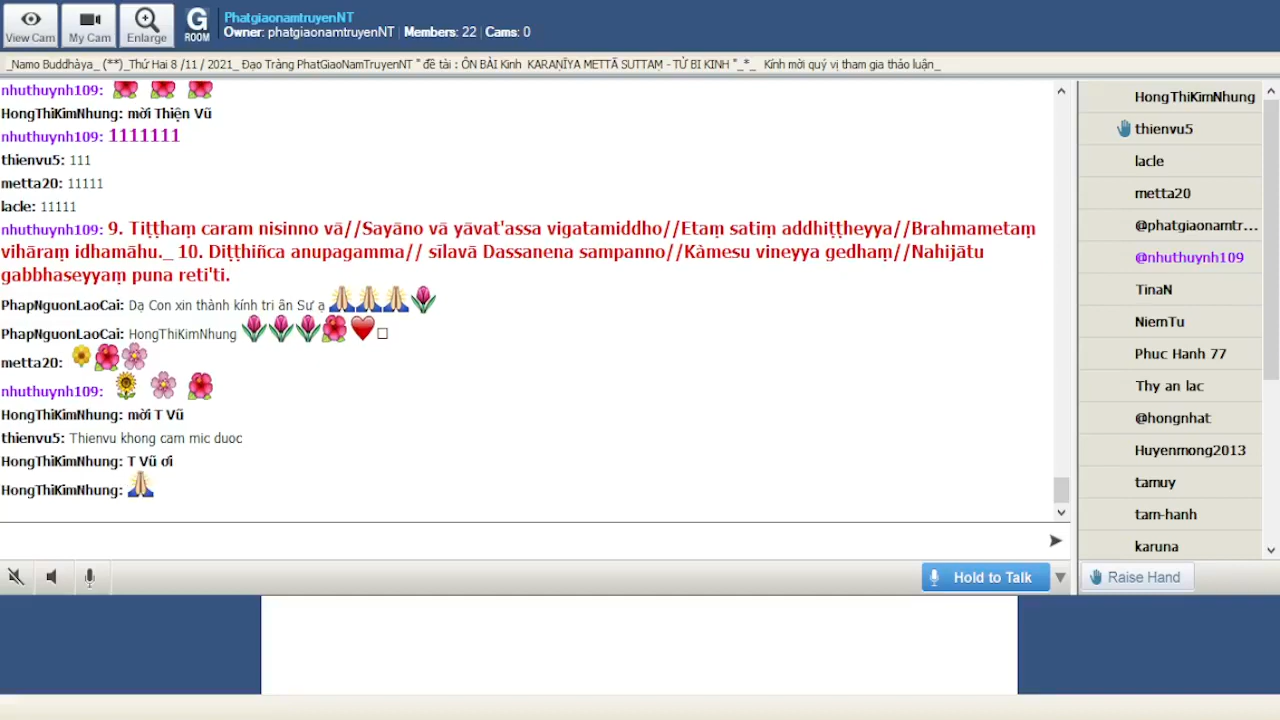 View Cam
My Cam
Enlarge
G
ROOM
PhatgiaonamtruyenNT
Owner: phatgiaonamtruyenNT | Members: 22 | Cams: 0
_Namo Buddhàya_ (**)_Thứ Hai 8 /11 / 2021_ Đạo Tràng PhatGiaoNamTruyenNT " đề tài : ÔN BÀI Kinh KARAṆĪYA METTĀ SUTTAṂ - TỪ BI KINH "_*_ Kính mời quý vị tham gia thảo luận_
nhuthuynh109:
HongThiKimNhung: mời Thiện Vũ
nhuthuynh109: 1111111
thienvu5: 111
metta20: 11111
lacle: 11111
nhuthuynh109: 9. Tiṭṭhaṃ caram nisinno vā//Sayāno vā yāvat'assa vigatamiddho//Etaṃ satiṃ addhiṭṭheyya//Brahmametaṃ
vihāraṃ idhamāhu._ 10. Diṭṭhiñca anupagamma// sīlavā Dassanena sampanno//Kàmesu vineyya gedhaṃ//Nahijātu
gabbhaseyyaṃ puna reti'ti.
PhapNguonLaoCai: Dạ Con xin thành kính tri ân Sư ạ
PhapNguonLaoCai: HongThiKimNhung
metta20:
nhuthuynh109:
HongThiKimNhung: mời T Vũ
thienvu5: Thienvu khong cam mic duoc
HongThiKimNhung: T Vũ ơi
HongThiKimNhung:
HongThiKimNhung
thienvu5
lacle
metta20
@phatgiaonamtr...
@nhuthuynh109
TinaN
NiemTu
Phuc Hanh 77
Thy an lac
@hongnhat
Huyenmong2013
tamuy
tam-hanh
karuna
Hold to Talk
Raise Hand